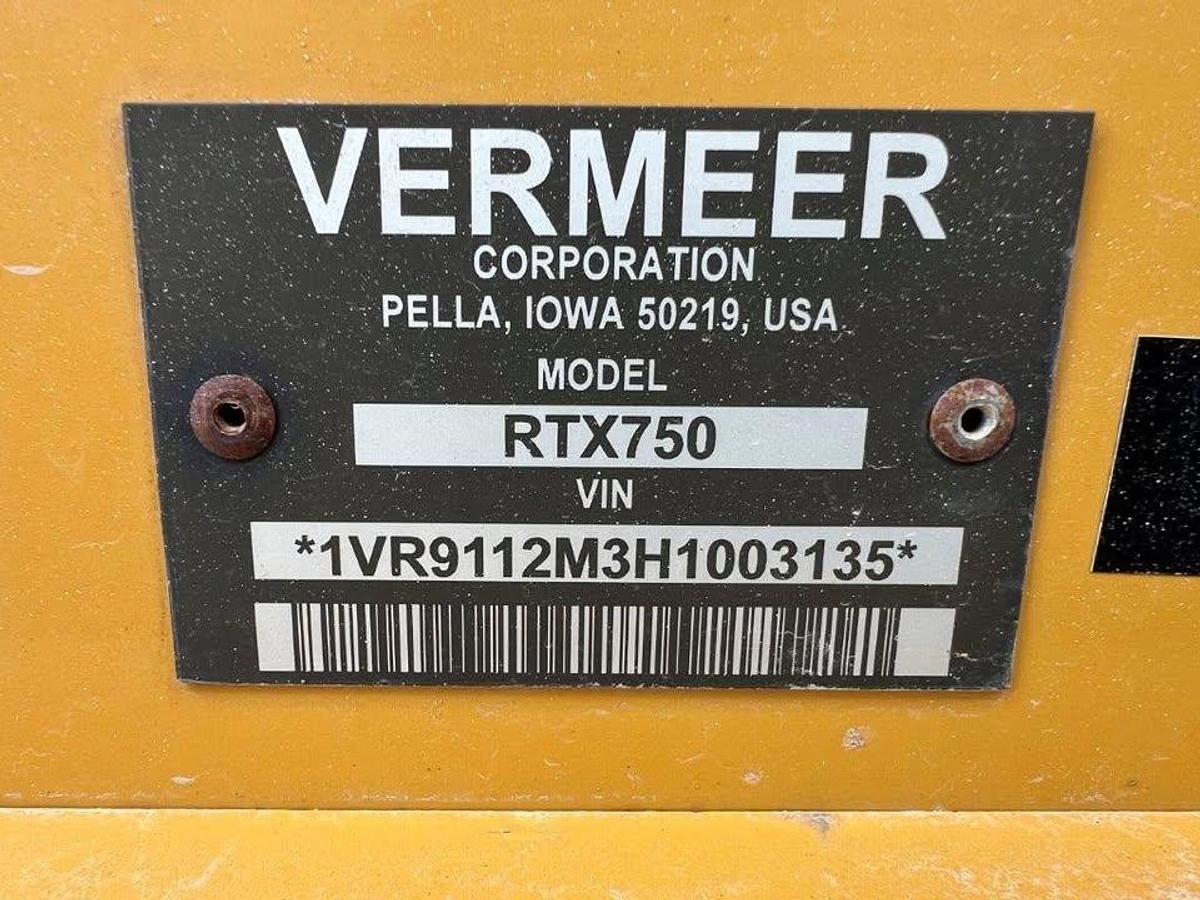 VERMEER
CORPORATION
PELLA, IOWA 50219, USA
MODEL
RTX750
VIN
*1VR9112M3H1003135*